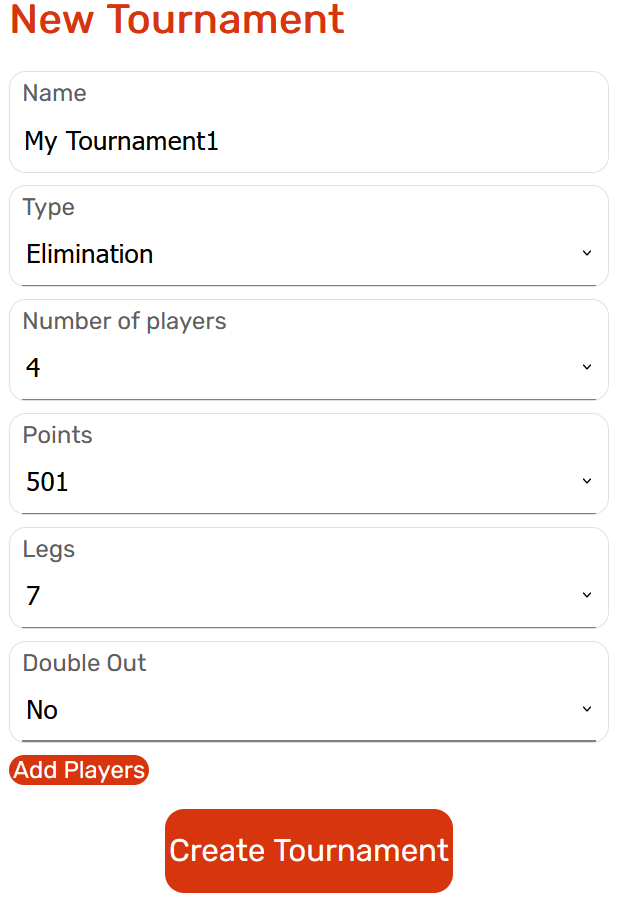 New Tournament
Name
My Tournament1
Type
Elimination
Number of players
4
Points
501
Legs
7
Double Out
No
Add Players
Create Tournament